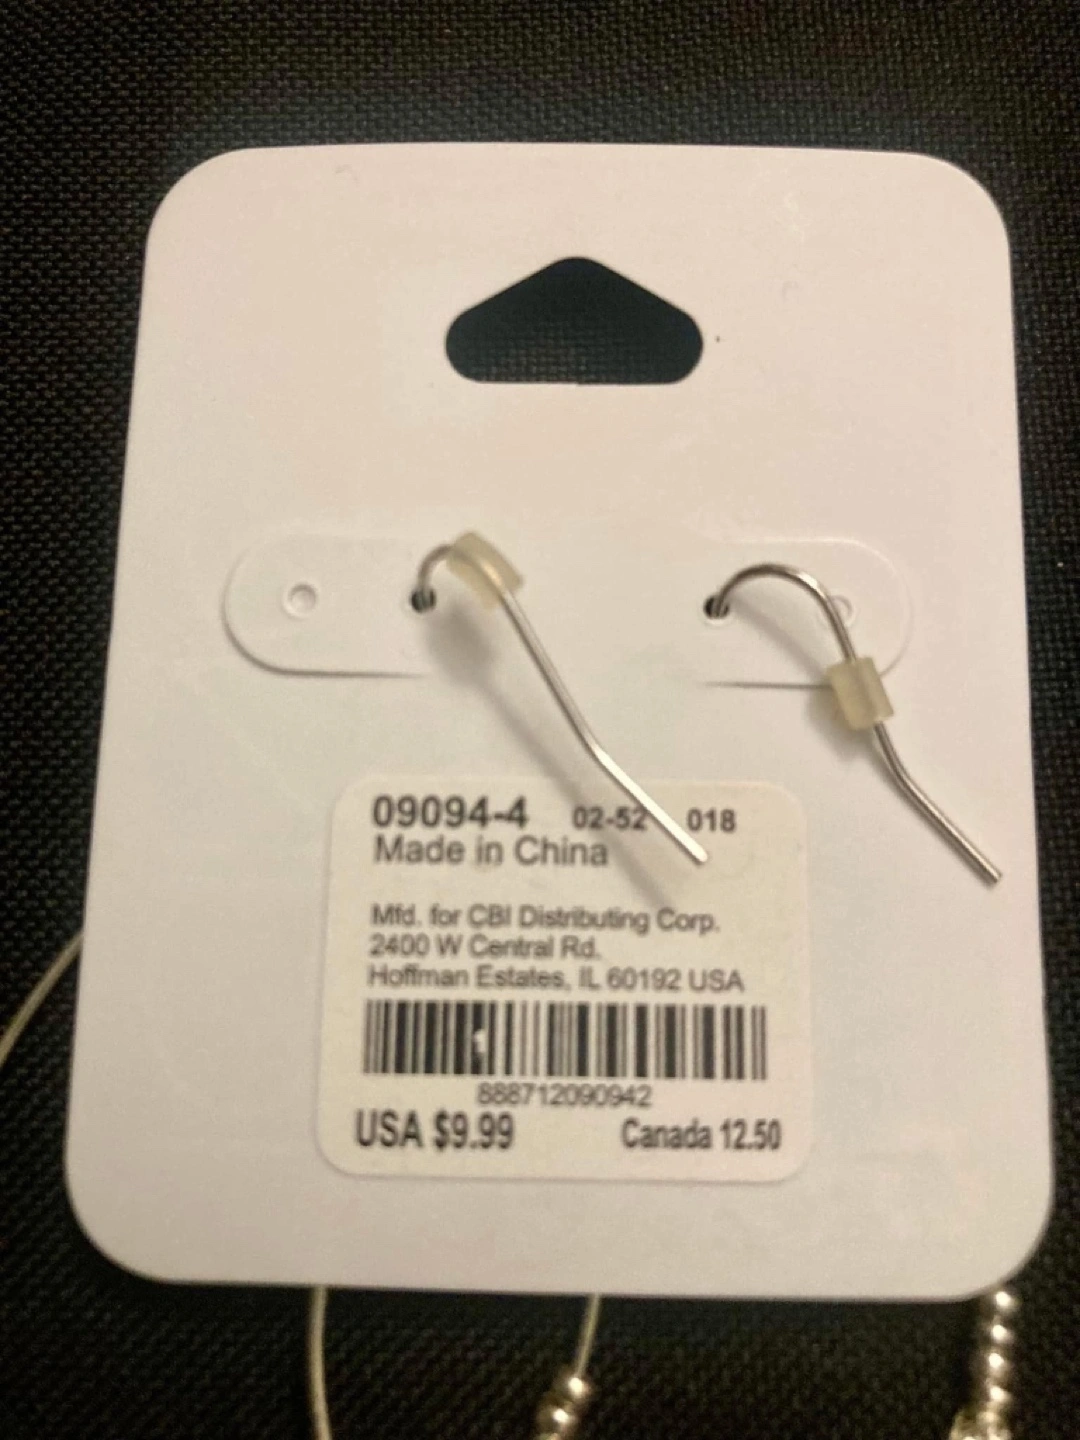 09094-4 02-52 018
Made in China
Mfd. for CBI Distributing Corp.
2400 W Central Rd.
Hoffman Estates, IL 60192 USA
888712090942
USA $9.99 Canada 12.50